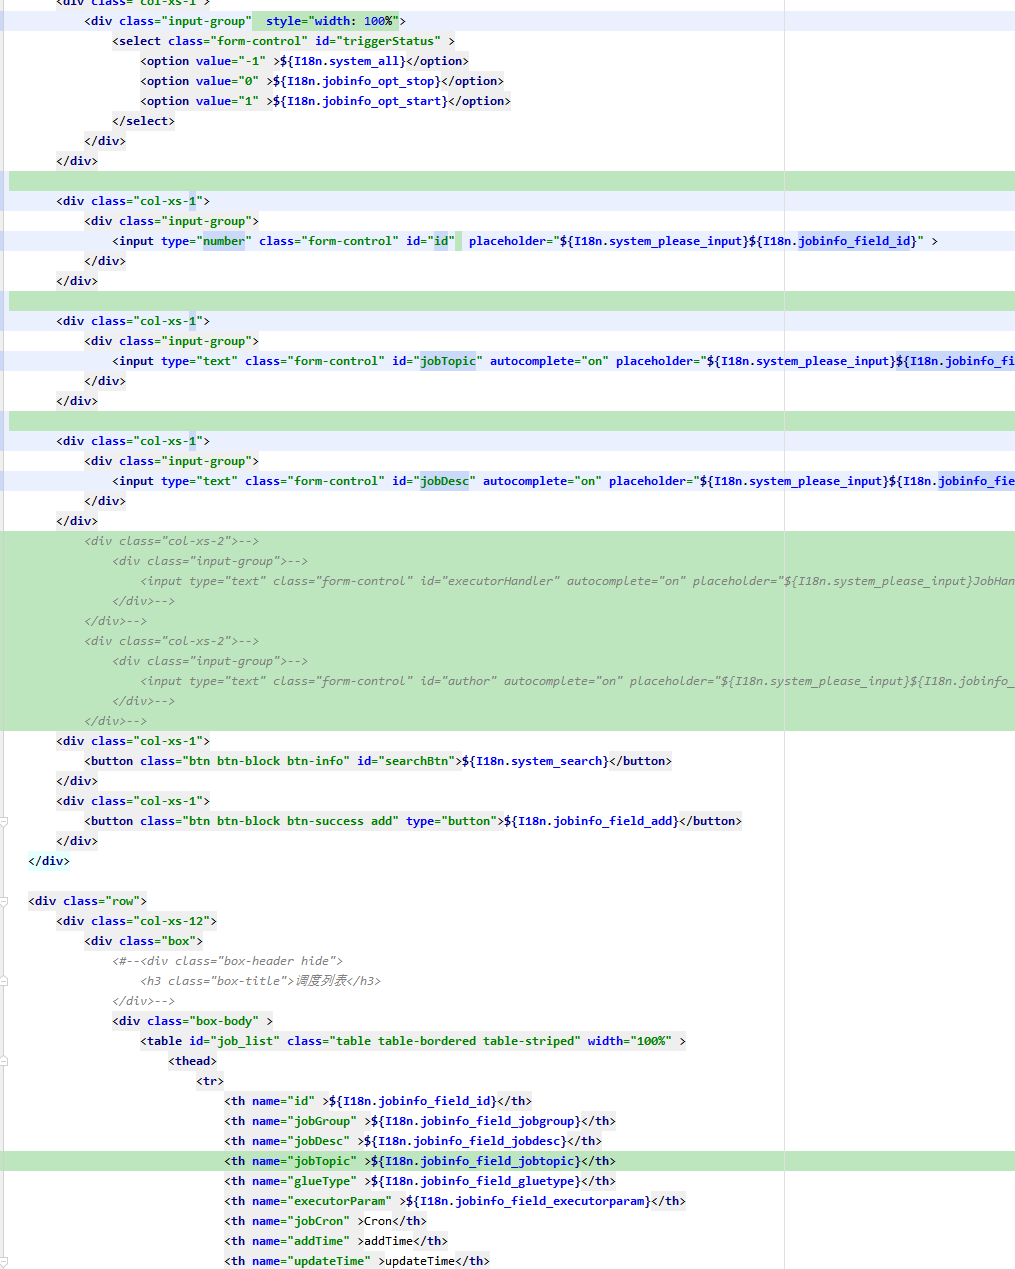 <div class="col-xs-1">
<div class="input-group"  style="width: 100%">
<select class="form-control" id="triggerStatus" >
<option value="-1" >${I18n.system_all}</option>
<option value="0" >${I18n.jobinfo_opt_stop}</option>
<option value="1" >${I18n.jobinfo_opt_start}</option>
</select>
</div>
</div>
<div class="col-xs-1">
<div class="input-group">
<input type="number" class="form-control" id="id"  placeholder="${I18n.system_please_input}${I18n.jobinfo_field_id}" >
</div>
</div>
<div class="col-xs-1">
<div class="input-group">
<input type="text" class="form-control" id="jobTopic" autocomplete="on" placeholder="${I18n.system_please_input}${I18n.jobinfo_fi
</div>
</div>
<div class="col-xs-1">
<div class="input-group">
<input type="text" class="form-control" id="jobDesc" autocomplete="on" placeholder="${I18n.system_please_input}${I18n.jobinfo_fie
</div>
</div>
<div class="col-xs-2">-->
<div class="input-group">-->
<input type="text" class="form-control" id="executorHandler" autocomplete="on" placeholder="${I18n.system_please_input}JobHan
</div>-->
</div>-->
<div class="col-xs-2">-->
<div class="input-group">-->
<input type="text" class="form-control" id="author" autocomplete="on" placeholder="${I18n.system_please_input}${I18n.jobinfo_
</div>-->
</div>-->
<div class="col-xs-1">
<button class="btn btn-block btn-info" id="searchBtn">${I18n.system_search}</button>
</div>
<div class="col-xs-1">
<button class="btn btn-block btn-success add" type="button">${I18n.jobinfo_field_add}</button>
</div>
</div>
<div class="row">
<div class="col-xs-12">
<div class="box">
<#--<div class="box-header hide">
<h3 class="box-title">调度列表</h3>
</div>-->
<div class="box-body" >
<table id="job_list" class="table table-bordered table-striped" width="100%" >
<thead>
<tr>
<th name="id" >${I18n.jobinfo_field_id}</th>
<th name="jobGroup" >${I18n.jobinfo_field_jobgroup}</th>
<th name="jobDesc" >${I18n.jobinfo_field_jobdesc}</th>
<th name="jobTopic" >${I18n.jobinfo_field_jobtopic}</th>
<th name="glueType" >${I18n.jobinfo_field_gluetype}</th>
<th name="executorParam" >${I18n.jobinfo_field_executorparam}</th>
<th name="jobCron" >Cron</th>
<th name="addTime" >addTime</th>
<th name="updateTime" >updateTime</th>